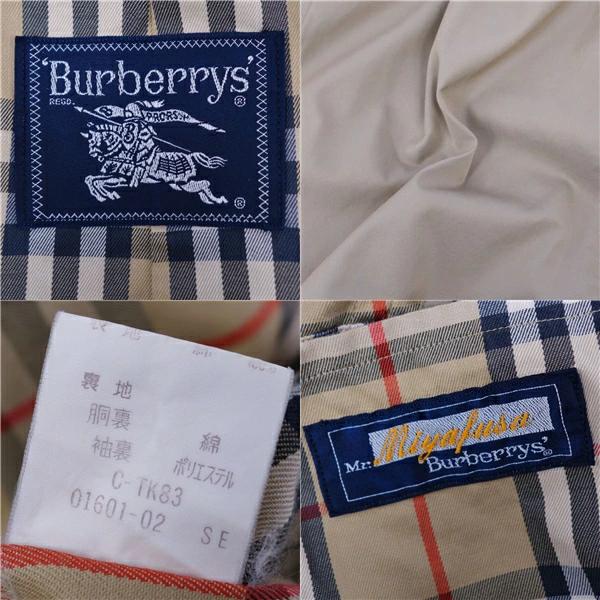 'Burberrys'
REGD.
®
PRORSUM
®
裏地
胴裏
袖裏 綿
ポリエステル
C-TK83
01601-02 SE
Miyafusa
Mr.
Burberrys'®